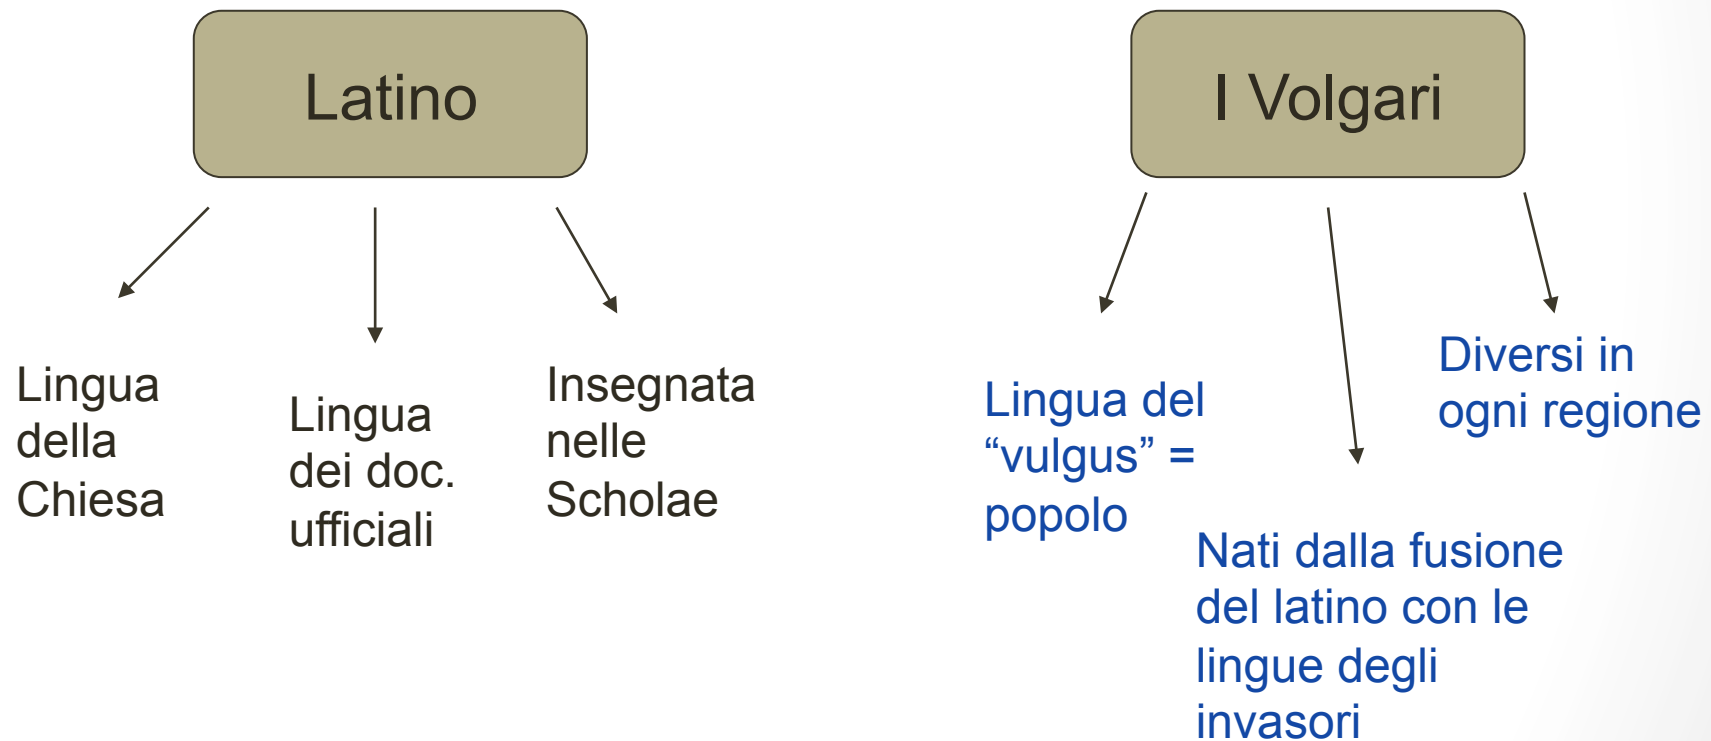 Latino
I Volgari
Lingua
della
Chiesa
Lingua
dei doc.
ufficiali
Insegnata
nelle
Scholae
Lingua del
“vulgus” =
popolo
Nati dalla fusione
del latino con le
lingue degli
invasori
Diversi in
ogni regione